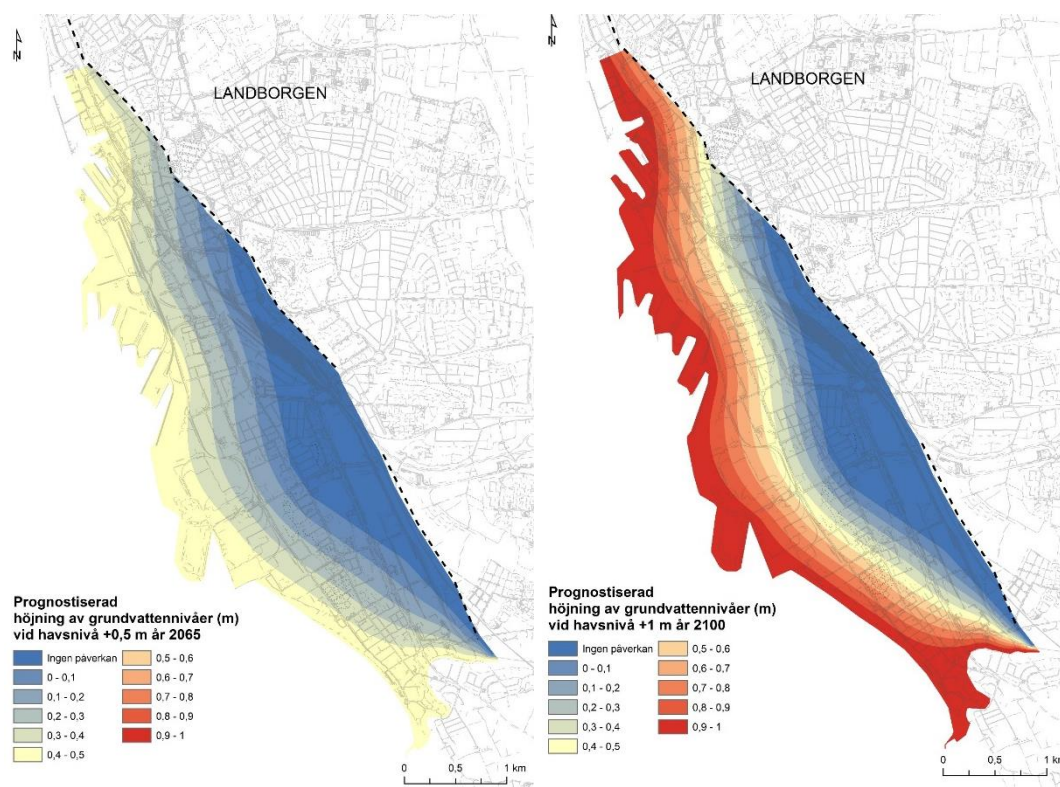 N
LANDBORGEN
Prognostiserad
höjning av grundvattennivåer (m)
vid havsnivå +0,5 m år 2065
Ingen påverkan
0 - 0,1
0,1 - 0,2
0,2 - 0,3
0,3 - 0,4
0,4 - 0,5
0,5 - 0,6
0,6 - 0,7
0,7 - 0,8
0,8 - 0,9
0,9 - 1
0 0,5 1 km
N
LANDBORGEN
Prognostiserad
höjning av grundvattennivåer (m)
vid havsnivå +1 m år 2100
Ingen påverkan
0 - 0,1
0,1 - 0,2
0,2 - 0,3
0,3 - 0,4
0,4 - 0,5
0,5 - 0,6
0,6 - 0,7
0,7 - 0,8
0,8 - 0,9
0,9 - 1
0 0,5 1 km